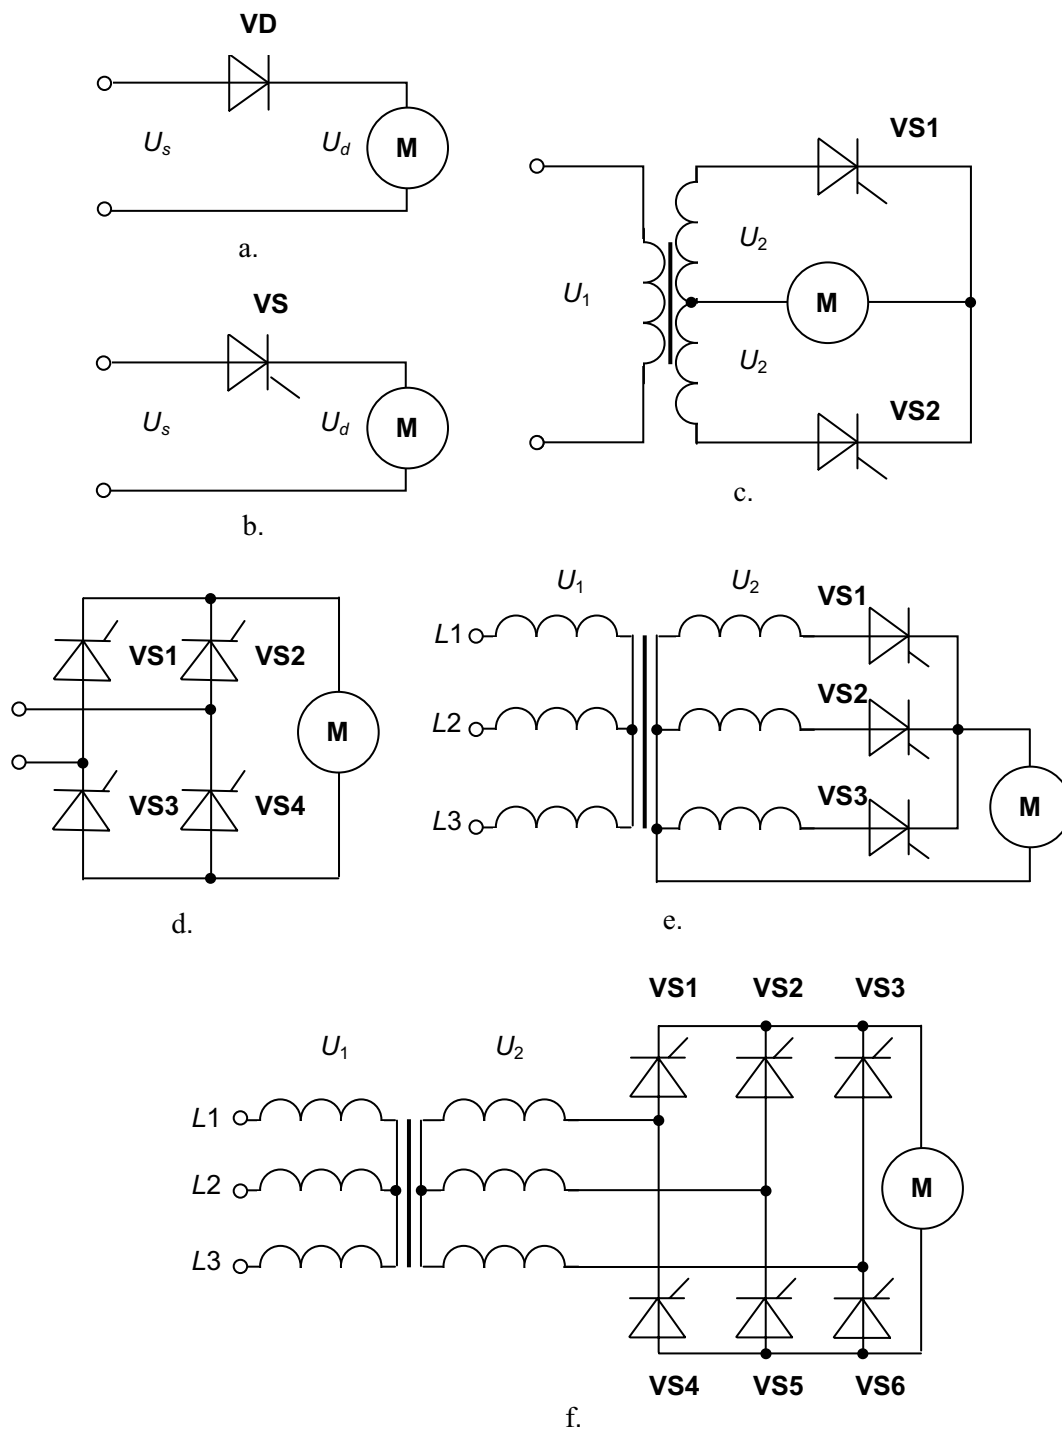 VD
U_s
U_d
M
a.
VS
U_s
U_d
M
b.
VS1
U_2
U_1
M
U_2
VS2
c.
VS1
VS2
M
VS3
VS4
d.
U_1
U_2
VS1
L1
VS2
L2
VS3
L3
M
e.
VS1
VS2
VS3
U_1
U_2
L1
L2
M
L3
VS4
VS5
VS6
f.